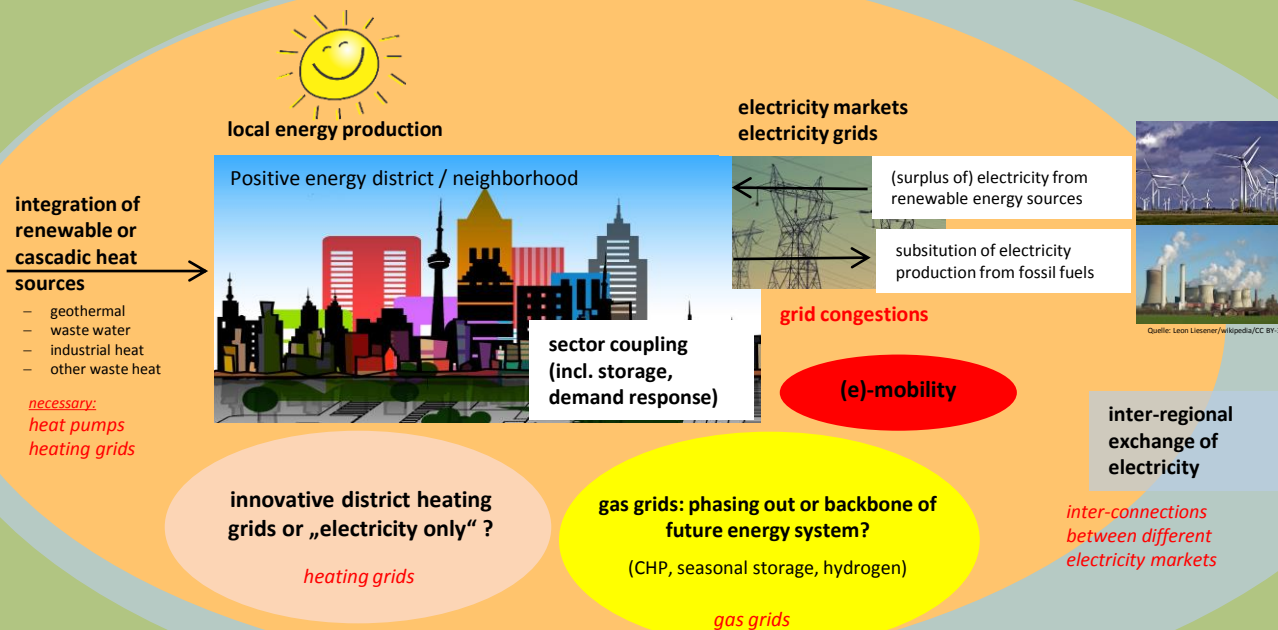 local energy production
electricity markets
electricity grids
Positive energy district / neighborhood
(surplus of) electricity from
renewable energy sources
integration of
renewable or
cascadic heat
sources
– geothermal
– waste water
– industrial heat
– other waste heat
necessary:
heat pumps
heating grids
subsitution of electricity
production from fossil fuels
grid congestions
Quelle: Leon Liesener/wikipedia/CC BY-
sector coupling
(incl. storage,
demand response)
(e)-mobility
inter-regional
exchange of
electricity
inter-connections
between different
electricity markets
innovative district heating
grids or „electricity only“ ?
heating grids
gas grids: phasing out or backbone of
future energy system?
(CHP, seasonal storage, hydrogen)
gas grids